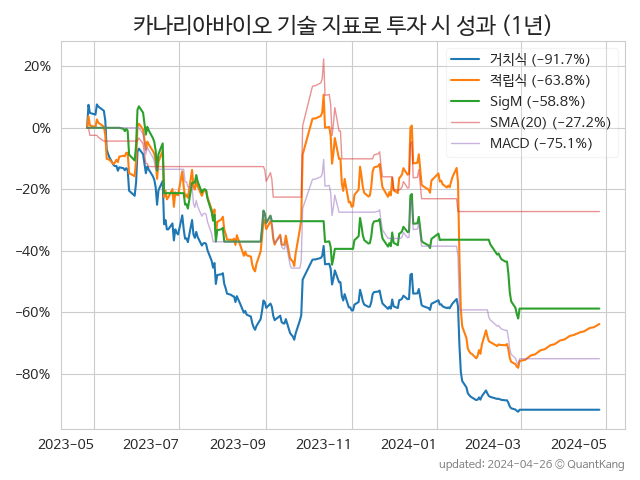 카나리아바이오 기술 지표로 투자 시 성과 (1년)
거치식 (−91.7%)
적립식 (−63.8%)
SigM (−58.8%)
SMA(20) (−27.2%)
MACD (−75.1%)
20%
0%
−20%
−40%
−60%
−80%
2023-05 2023-07 2023-09 2023-11 2024-01 2024-03 2024-05
updated: 2024-04-26 © QuantKang